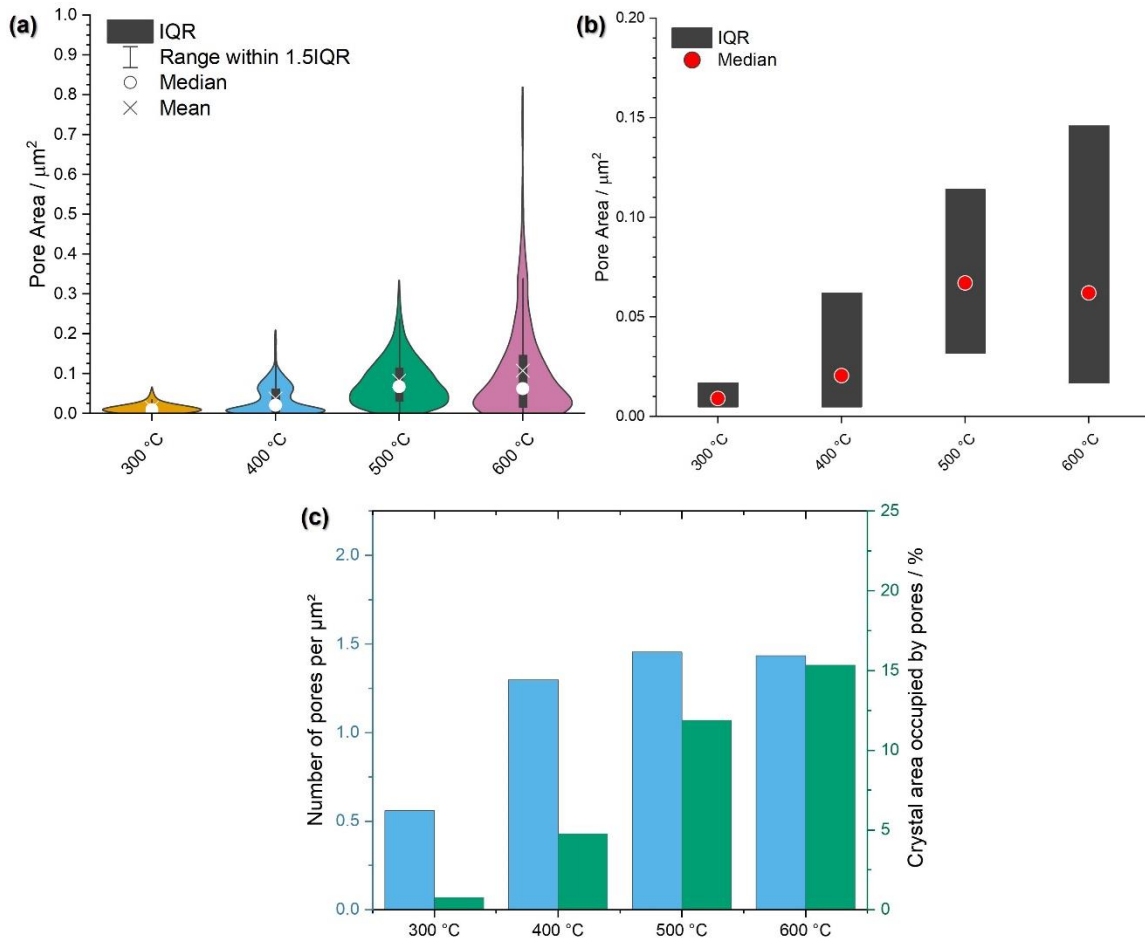 (a)
IQR
Range within 1.5IQR
Median
Mean
Pore Area / μm²
1.0
0.9
0.8
0.7
0.6
0.5
0.4
0.3
0.2
0.1
0.0
300 °C
400 °C
500 °C
600 °C
(b)
IQR
Median
Pore Area / μm²
0.20
0.15
0.10
0.05
0.00
300 °C
400 °C
500 °C
600 °C
(c)
Number of pores per μm²
2.0
1.5
1.0
0.5
0.0
25
20
15
10
5
0
Crystal area occupied by pores / %
300 °C
400 °C
500 °C
600 °C